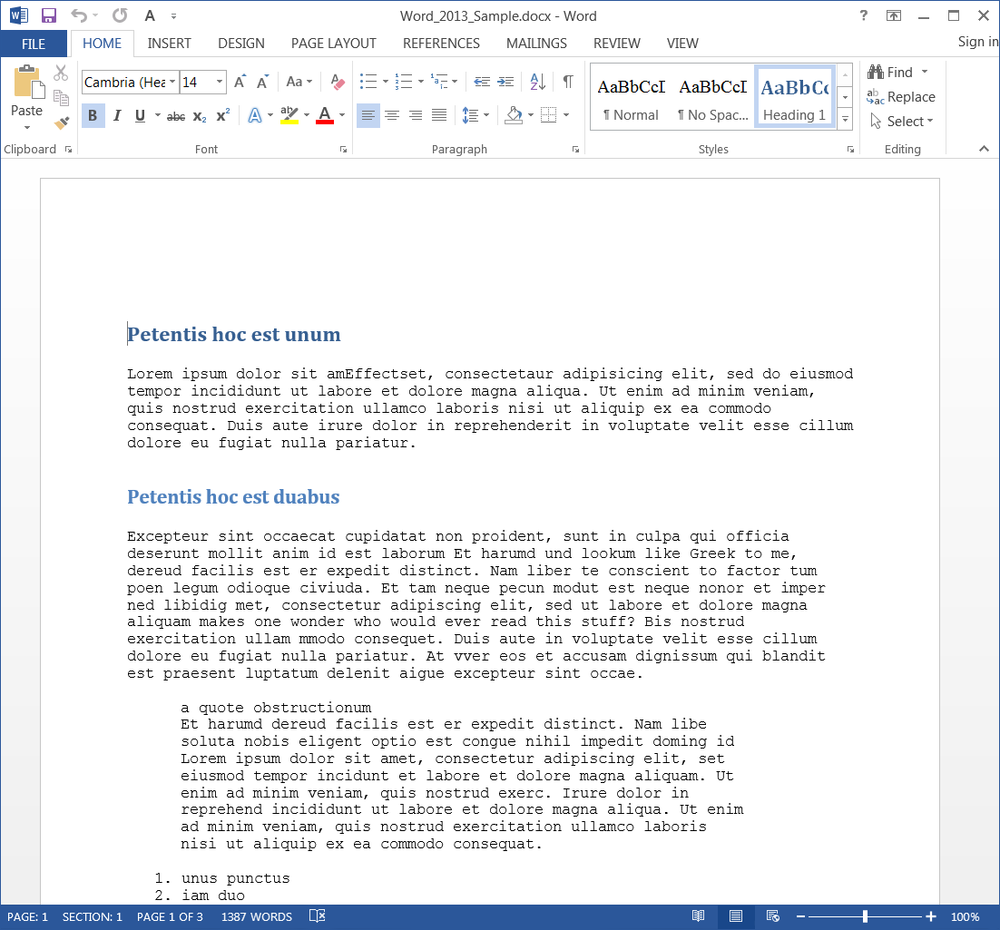 Word_2013_Sample.docx - Word
FILE HOME INSERT DESIGN PAGE LAYOUT REFERENCES MAILINGS REVIEW VIEW Sign in
Paste
Clipboard
Cambria (Hea 14
Font
Paragraph
AaBbCcI AaBbCcI AaBbCc
¶ Normal ¶ No Spac... Heading 1
Styles
Find
Replace
Select
Editing
Petentis hoc est unum
Lorem ipsum dolor sit amEffectset, consectetaur adipisicing elit, sed do eiusmod
tempor incididunt ut labore et dolore magna aliqua. Ut enim ad minim veniam,
quis nostrud exercitation ullamco laboris nisi ut aliquip ex ea commodo
consequat. Duis aute irure dolor in reprehenderit in voluptate velit esse cillum
dolore eu fugiat nulla pariatur.
Petentis hoc est duabus
Excepteur sint occaecat cupidatat non proident, sunt in culpa qui officia
deserunt mollit anim id est laborum Et harumd und lookum like Greek to me,
dereud facilis est er expedit distinct. Nam liber te conscient to factor tum
poen legum odioque civiuda. Et tam neque pecun modut est neque nonor et imper
ned libidig met, consectetur adipiscing elit, sed ut labore et dolore magna
aliquam makes one wonder who would ever read this stuff? Bis nostrud
exercitation ullam mmodo consequet. Duis aute in voluptate velit esse cillum
dolore eu fugiat nulla pariatur. At vver eos et accusam dignissum qui blandit
est praesent luptatum delenit aigue excepteur sint occae.
a quote obstructionum
Et harumd dereud facilis est er expedit distinct. Nam libe
soluta nobis eligent optio est congue nihil impedit doming id
Lorem ipsum dolor sit amet, consectetur adipiscing elit, set
eiusmod tempor incidunt et labore et dolore magna aliquam. Ut
enim ad minim veniam, quis nostrud exerc. Irure dolor in
reprehend incididunt ut labore et dolore magna aliqua. Ut enim
ad minim veniam, quis nostrud exercitation ullamco laboris
nisi ut aliquip ex ea commodo consequat.
1. unus punctus
2. iam duo
PAGE: 1 SECTION: 1 PAGE 1 OF 3 1387 WORDS 100%